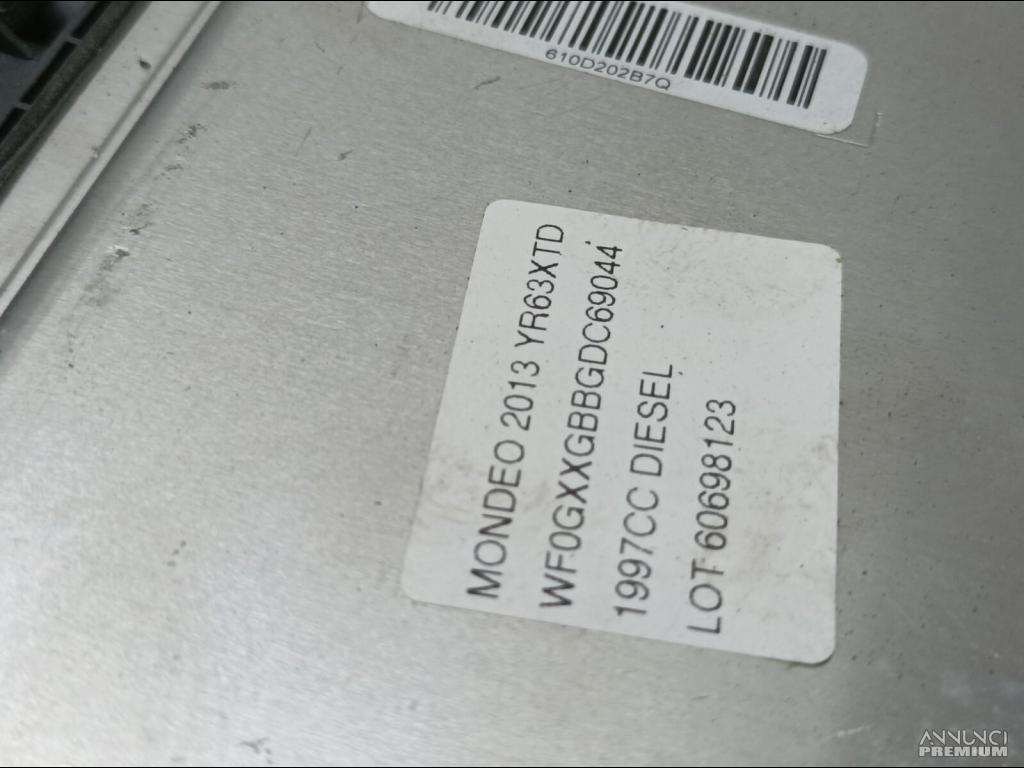 610D202B7Q
MONDEO 2013 YR63XTD
WF0GXXGBBGDC69044
1997CC DIESEL
LOT 60698123
ANNUNCI
PREMIUM